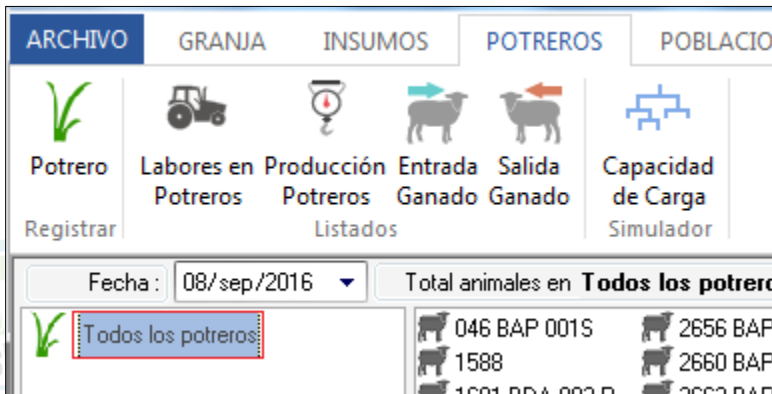 ARCHIVO GRANJA INSUMOS POTREROS POBLACIO
Potrero Labores en Potreros Producción Potreros Entrada Ganado Salida Ganado Capacidad de Carga
Registrar Listados Simulador
Fecha : 08/sep/2016 Total animales en Todos los potrero
Todos los potreros 046 BAP 001S 2656 BAP
1588 2660 BAP